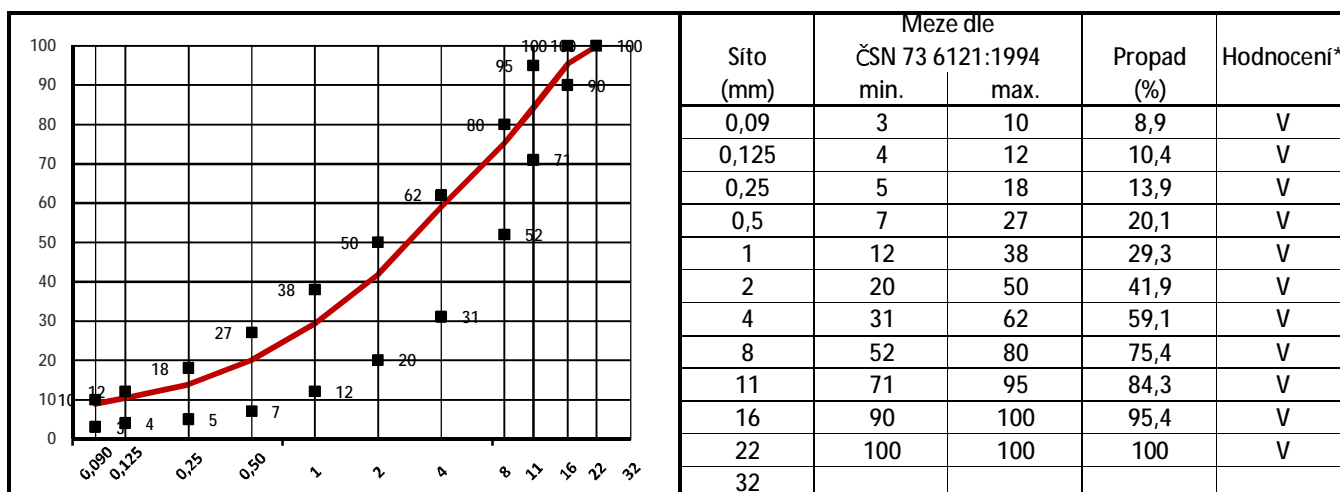 100
90
80
70
60
50
40
30
20
10
0
100 100 100
95
90
80
71
62
52
50
38
31
27
20
18
12
10 12
7
5
4
3
0,090 0,125 0,25 0,50 1 2 4 8 11 16 22 32
Meze dle
Síto ČSN 73 6121:1994 Propad Hodnocení*
(mm) min. max. (%)
0,09 3 10 8,9 V
0,125 4 12 10,4 V
0,25 5 18 13,9 V
0,5 7 27 20,1 V
1 12 38 29,3 V
2 20 50 41,9 V
4 31 62 59,1 V
8 52 80 75,4 V
11 71 95 84,3 V
16 90 100 95,4 V
22 100 100 100 V
32